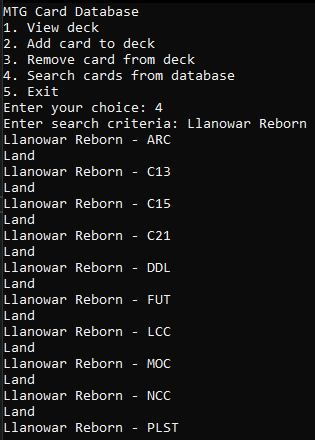 MTG Card Database
1. View deck
2. Add card to deck
3. Remove card from deck
4. Search cards from database
5. Exit
Enter your choice: 4
Enter search criteria: Llanowar Reborn
Llanowar Reborn - ARC
Land
Llanowar Reborn - C13
Land
Llanowar Reborn - C15
Land
Llanowar Reborn - C21
Land
Llanowar Reborn - DDL
Land
Llanowar Reborn - FUT
Land
Llanowar Reborn - LCC
Land
Llanowar Reborn - MOC
Land
Llanowar Reborn - NCC
Land
Llanowar Reborn - PLST